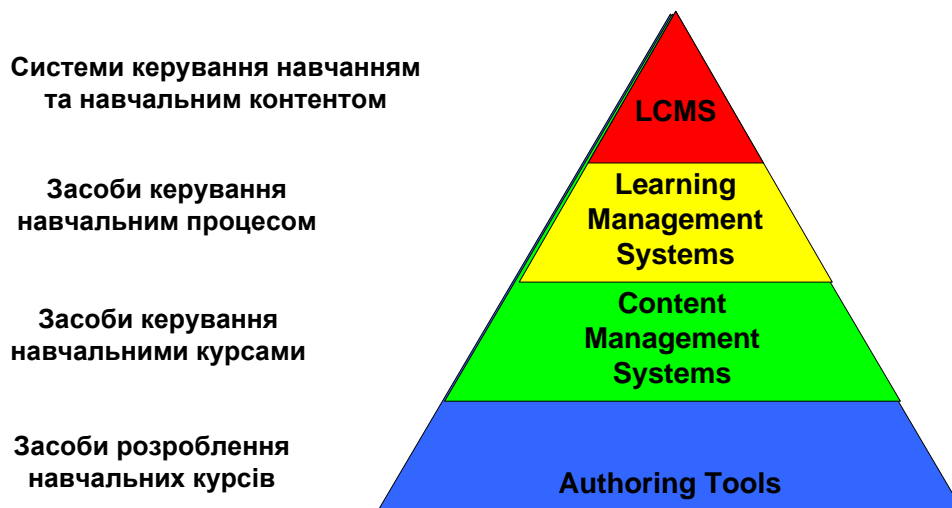 Системи керування навчанням
та навчальним контентом
LCMS
Засоби керування
навчальним процесом
Learning
Management
Systems
Засоби керування
навчальними курсами
Content
Management
Systems
Засоби розроблення
навчальних курсів
Authoring Tools